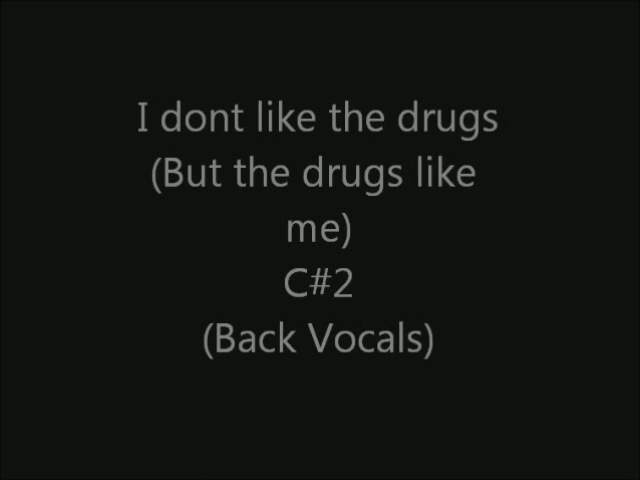 I dont like the drugs
(But the drugs like
me)
C#2
(Back Vocals)